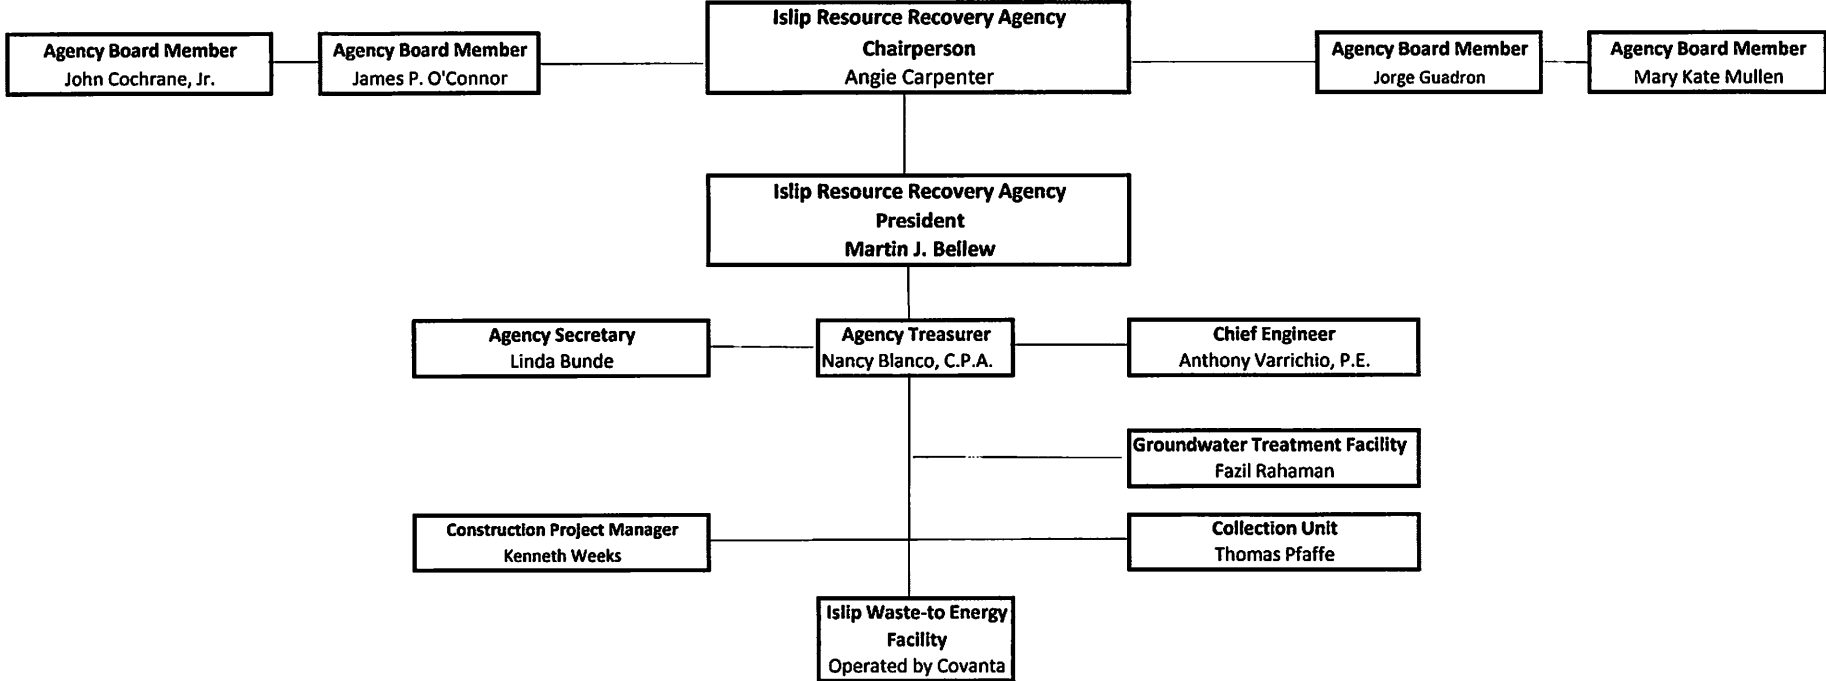 Islip Resource Recovery Agency
Chairperson
Angie Carpenter
Agency Board Member
John Cochrane, Jr.
Agency Board Member
James P. O'Connor
Agency Board Member
Jorge Guadron
Agency Board Member
Mary Kate Mullen
Islip Resource Recovery Agency
President
Martin J. Bellew
Agency Secretary
Linda Bunde
Agency Treasurer
Nancy Blanco, C.P.A.
Chief Engineer
Anthony Varrichio, P.E.
Groundwater Treatment Facility
Fazil Rahaman
Construction Project Manager
Kenneth Weeks
Collection Unit
Thomas Pfaffe
Islip Waste-to Energy
Facility
Operated by Covanta